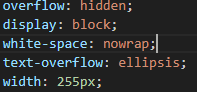 overflow: hidden;
display: block;
white-space: nowrap;
text-overflow: ellipsis;
width: 255px;